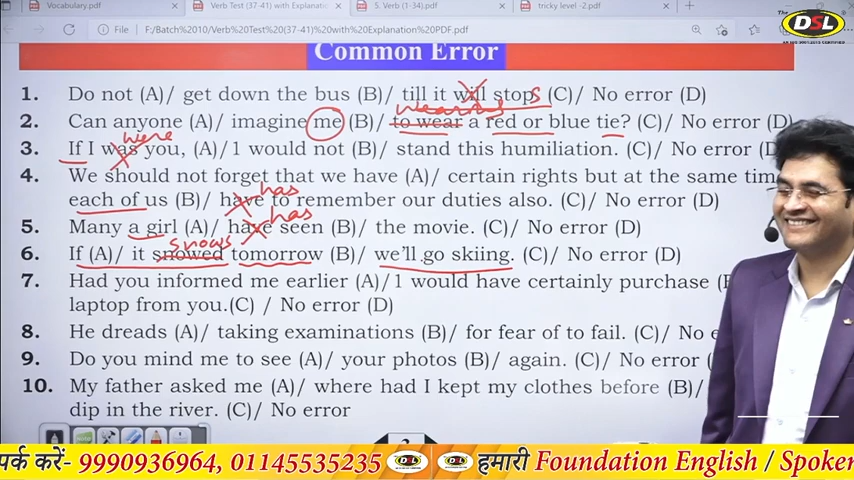 Vocabulary.pdf
Verb Test (37-41) with Explanation
S. Verb (1-34).pdf
tricky level -2.pdf
File F:/Batch%2010/Verb%20Test%20(37-41)%20with%20Explanation%20PDF.pdf
The DSL
Common Error
1. Do not (A)/ get down the bus (B)/ till it will stop s (C)/ No error (D)
wearing
2. Can anyone (A)/ imagine me (B)/ to wear a red or blue tie? (C)/ No error (D)
were
3. If I was you, (A)/1 would not (B)/ stand this humiliation. (C)/ No error (D
4. We should not forget that we have (A)/ certain rights but at the same tim
has
each of us (B)/ have to remember our duties also. (C)/ No error (D)
has
5. Many a girl (A)/ have seen (B)/ the movie. (C)/ No error (D)
snows
6. If (A)/ it snowed tomorrow (B)/ we'll go skiing. (C)/ No error (D)
7. Had you informed me earlier (A)/1 would have certainly purchase (
laptop from you.(C) / No error (D)
8. He dreads (A)/ taking examinations (B)/ for fear of to fail. (C)/ No e
9. Do you mind me to see (A)/ your photos (B)/ again. (C)/ No error (
10. My father asked me (A)/ where had I kept my clothes before (B)/
dip in the river. (C)/ No error
पर्क करें- 9990936964, 01145535235 DSL DSL हमारी Foundation English / Spoken